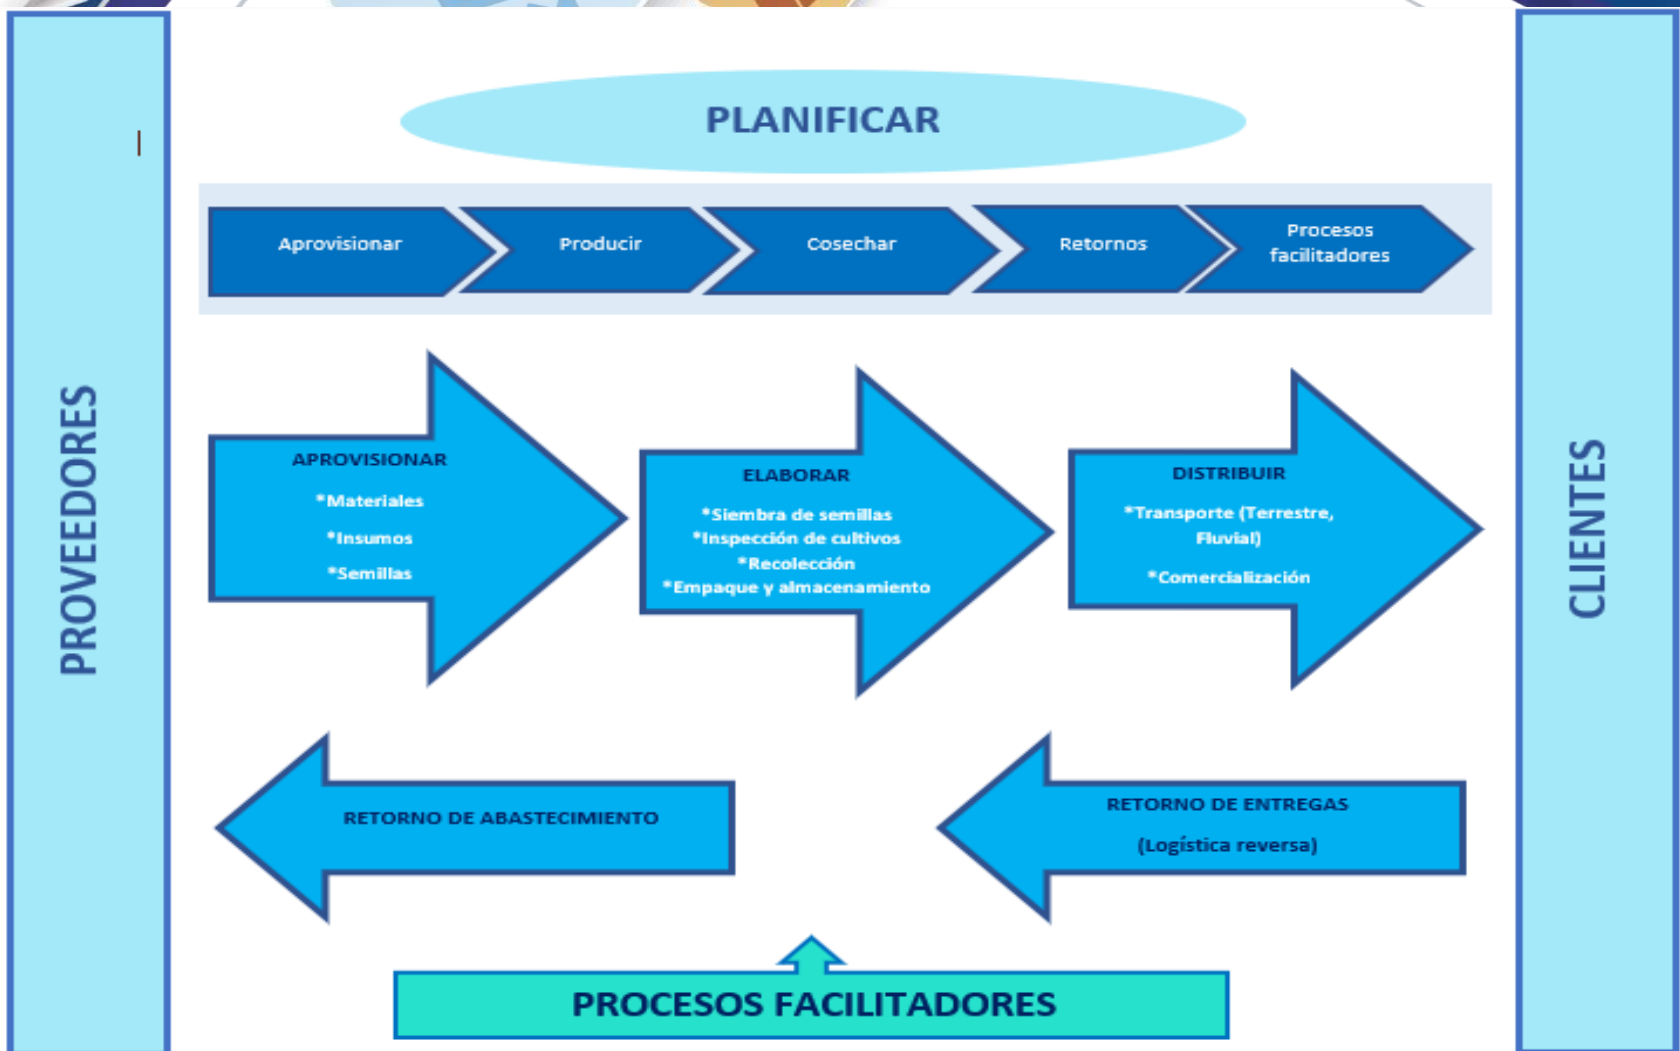 PLANIFICAR
Aprovisionar
Producir
Cosechar
Retornos
Procesos
facilitadores
PROVEEDORES
APROVISIONAR
*Materiales
*Insumos
*Semillas
ELABORAR
*Siembra de semillas
*Inspección de cultivos
*Recolección
*Empaque y almacenamiento
DISTRIBUIR
*Transporte (Terrestre,
Fluvial)
*Comercialización
CLIENTES
RETORNO DE ABASTECIMIENTO
RETORNO DE ENTREGAS
(Logística reversa)
PROCESOS FACILITADORES